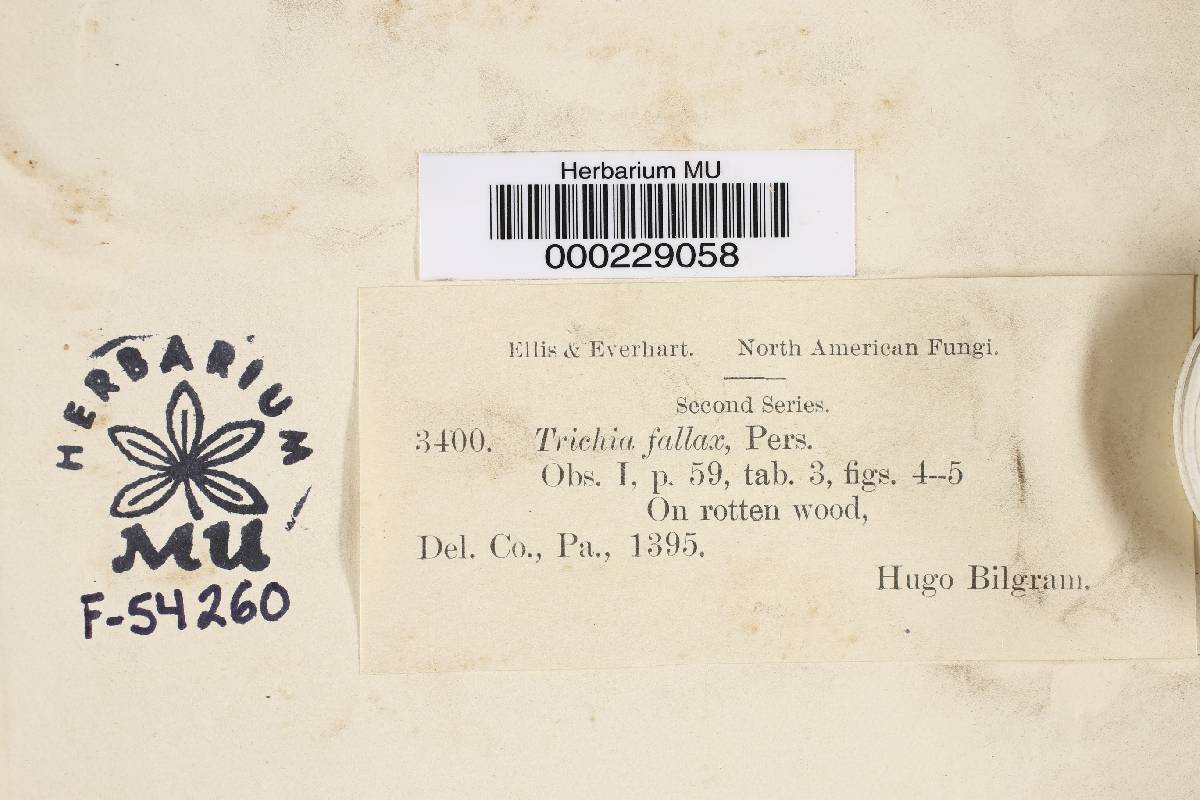 Herbarium MU
000229058
Ellis & Everhart. North American Fungi.
Second Series.
3400. Trichia fallax, Pers.
Obs. I, p. 59, tab. 3, figs. 4--5
On rotten wood,
Del. Co., Pa., 1395.
Hugo Bilgram.
HERBARIUM
MU
F-54260